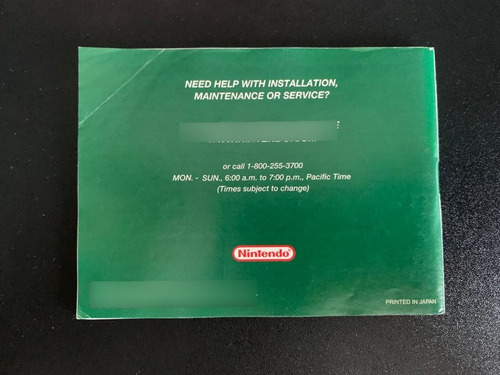 NEED HELP WITH INSTALLATION,
MAINTENANCE OR SERVICE?
or call 1-800-255-3700
MON. - SUN., 6:00 a.m. to 7:00 p.m., Pacific Time
(Times subject to change)
Nintendo
PRINTED IN JAPAN